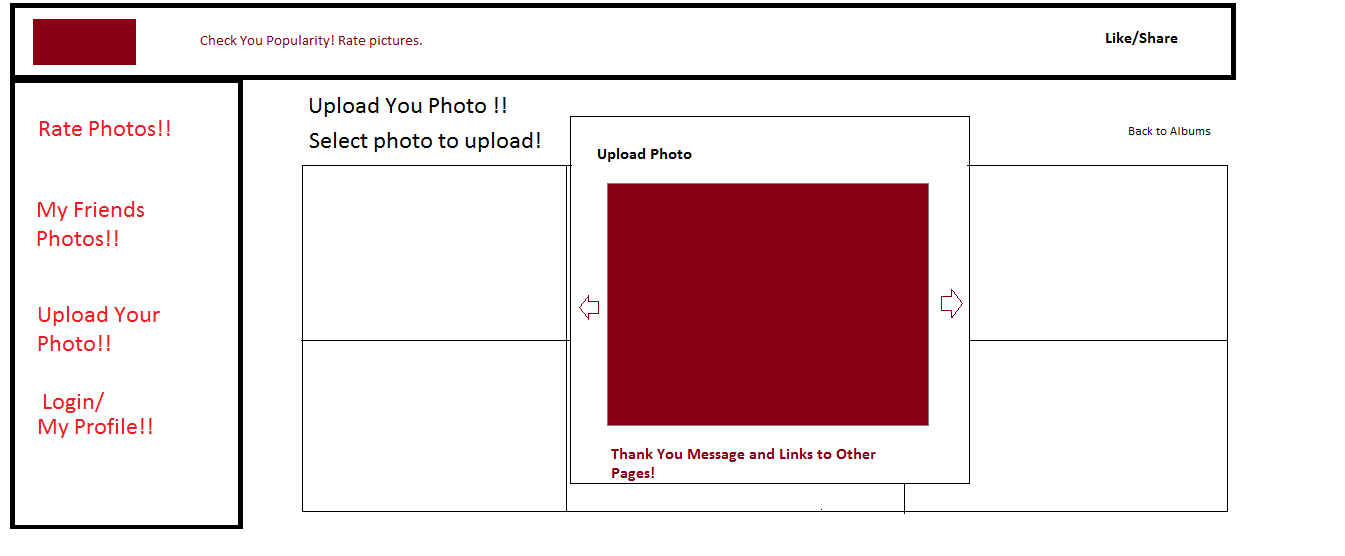 Check You Popularity! Rate pictures.
Like/Share
Rate Photos!!
My Friends
Photos!!
Upload Your
Photo!!
Login/
My Profile!!
Upload You Photo !!
Select photo to upload!
Back to Albums
Upload Photo
Thank You Message and Links to Other
Pages!